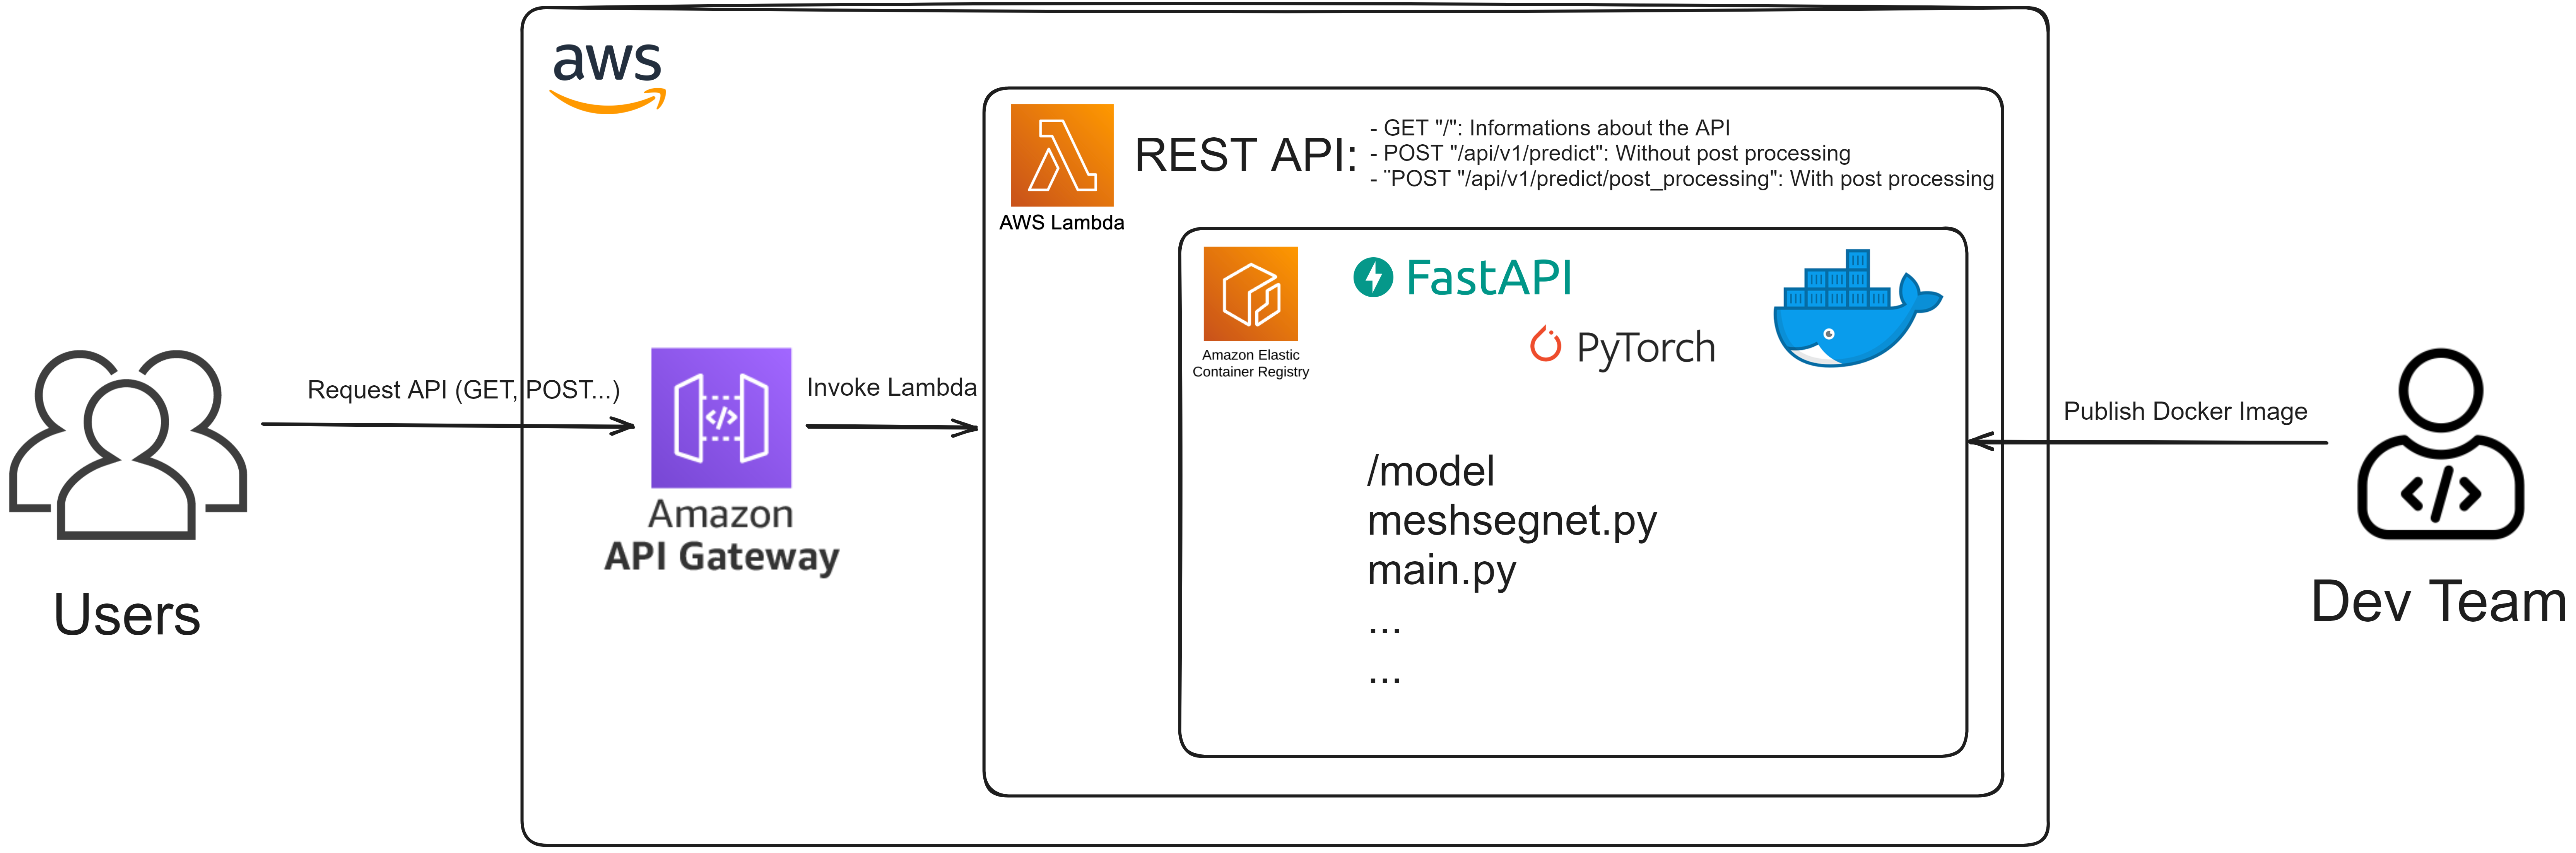 aws
AWS Lambda
REST API:
- GET "/": Informations about the API
- POST "/api/v1/predict": Without post processing
- ¨POST "/api/v1/predict/post_processing": With post processing
Amazon Elastic
Container Registry
FastAPI
PyTorch
Request API (GET, POST...)
Invoke Lambda
Amazon
API Gateway
/model
meshsegnet.py
main.py
...
...
Publish Docker Image
Users
Dev Team